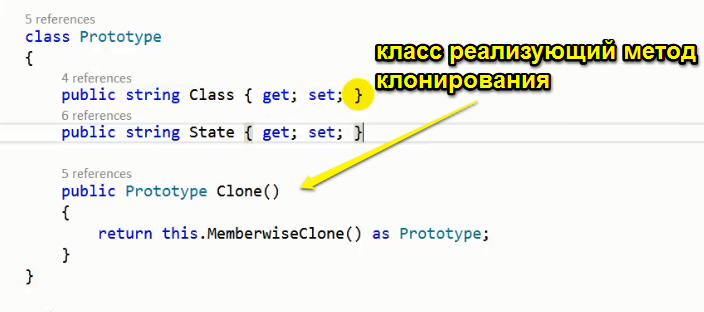 5 references
class Prototype
{
4 references
public string Class { get; set; }
6 references
public string State { get; set; }
5 references
public Prototype Clone()
{
return this.MemberwiseClone() as Prototype;
}
}
класс реализующий метод
клонирования